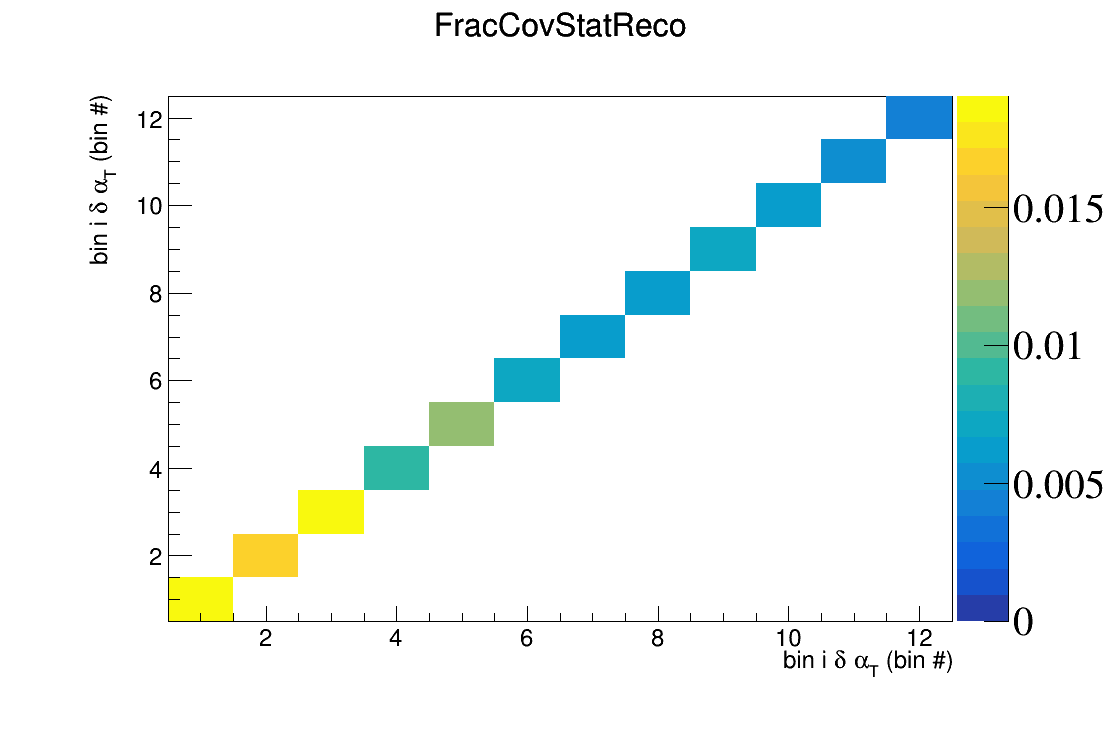 FracCovStatReco
bin i δ α_T (bin #)
12
10
8
6
4
2
2 4 6 8 10 12
bin i δ α_T (bin #)
0.015
0.01
0.005
0